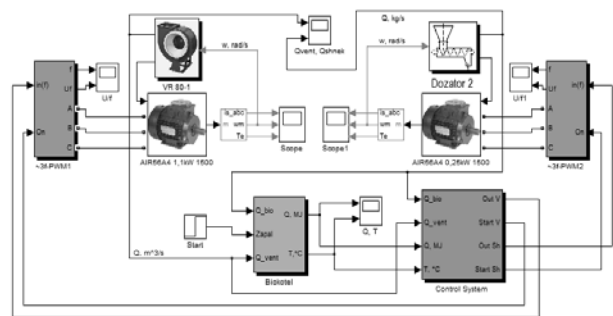 Q, kg/s
w, rad/s
Qvent, Qshnek
w, rad/s
VR 80-1
Dozator 2
in(f)
On
~3f-PWM1
f
Uf
A
B
C
U/f
m
is_abc
wm
Te
AIR56A4 1,1kW 1500
Scope
Scope1
is_abc
wm
Te
m
AIR56A4 0,25kW 1500
U/f1
f
Uf
A
B
C
in(f)
On
~3f-PWM2
Start
Q, m^3/s
Q_bio
Zapal
Q_vent
Q, MJ
T,°C
Biokotel
Q, T
Q_bio
Q_vent
Q, MJ
T, °C
Out V
Start V
Out Sh
Start Sh
Control System